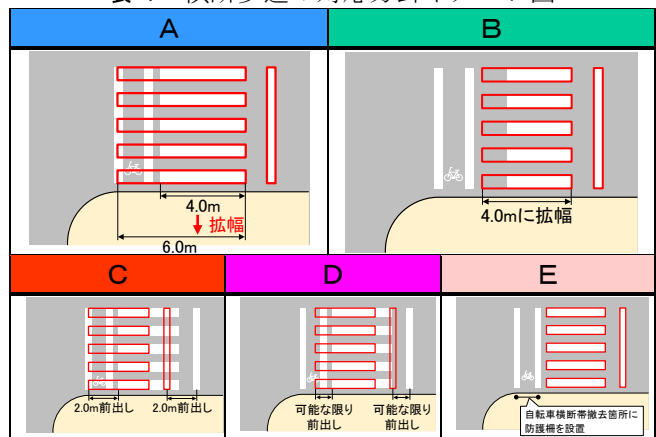 A
B
4.0m
拡幅
6.0m
4.0mに拡幅
C
D
E
2.0m前出し
2.0m前出し
可能な限り
前出し
可能な限り
前出し
自転車横断帯撤去箇所に
防護柵を設置